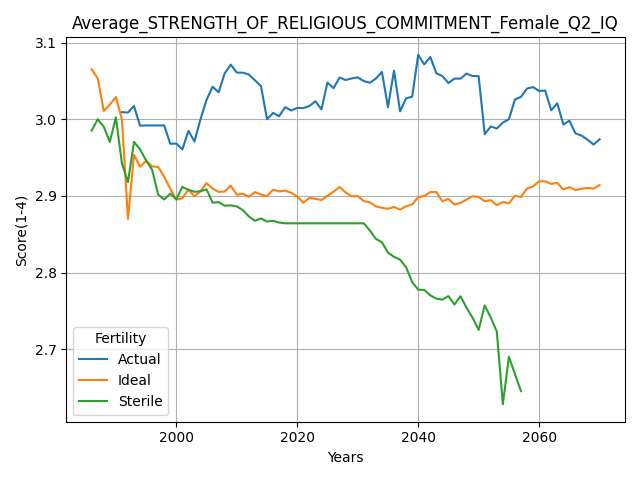 Average_STRENGTH_OF_RELIGIOUS_COMMITMENT_Female_Q2_IQ
3.1
3.0
2.9
2.8
2.7
Score(1-4)
Fertility
Actual
Ideal
Sterile
2000 2020 2040 2060
Years